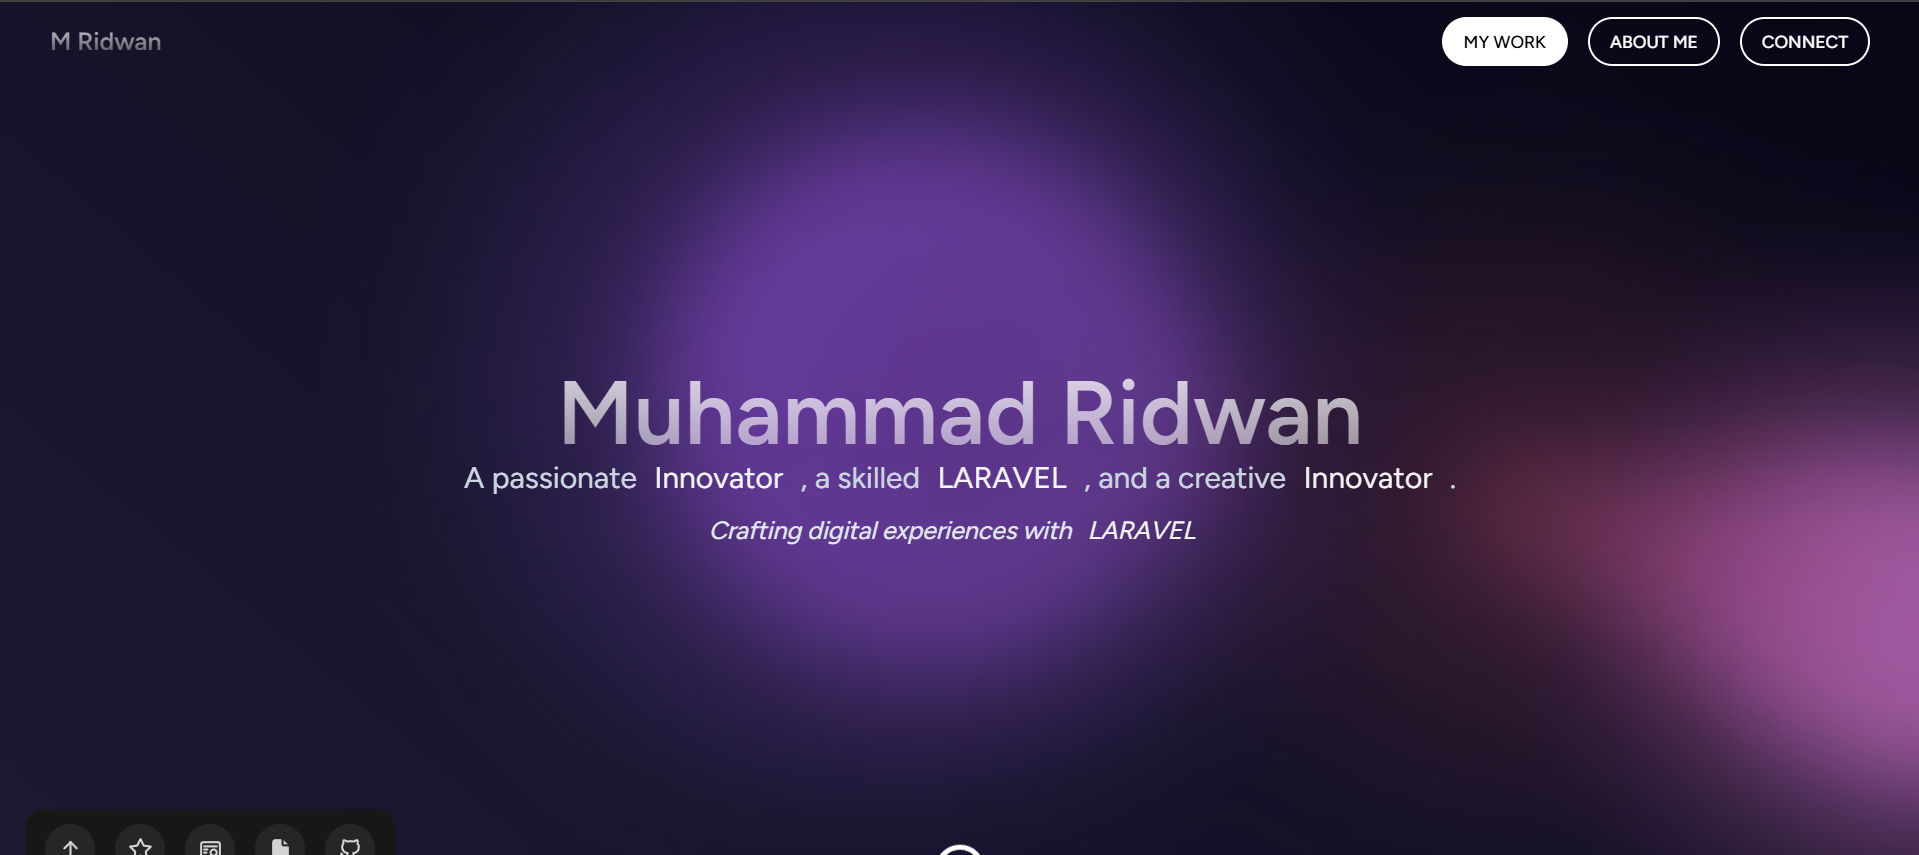 M Ridwan
MY WORK
ABOUT ME
CONNECT
Muhammad Ridwan
A passionate Innovator , a skilled LARAVEL , and a creative Innovator .
Crafting digital experiences with LARAVEL